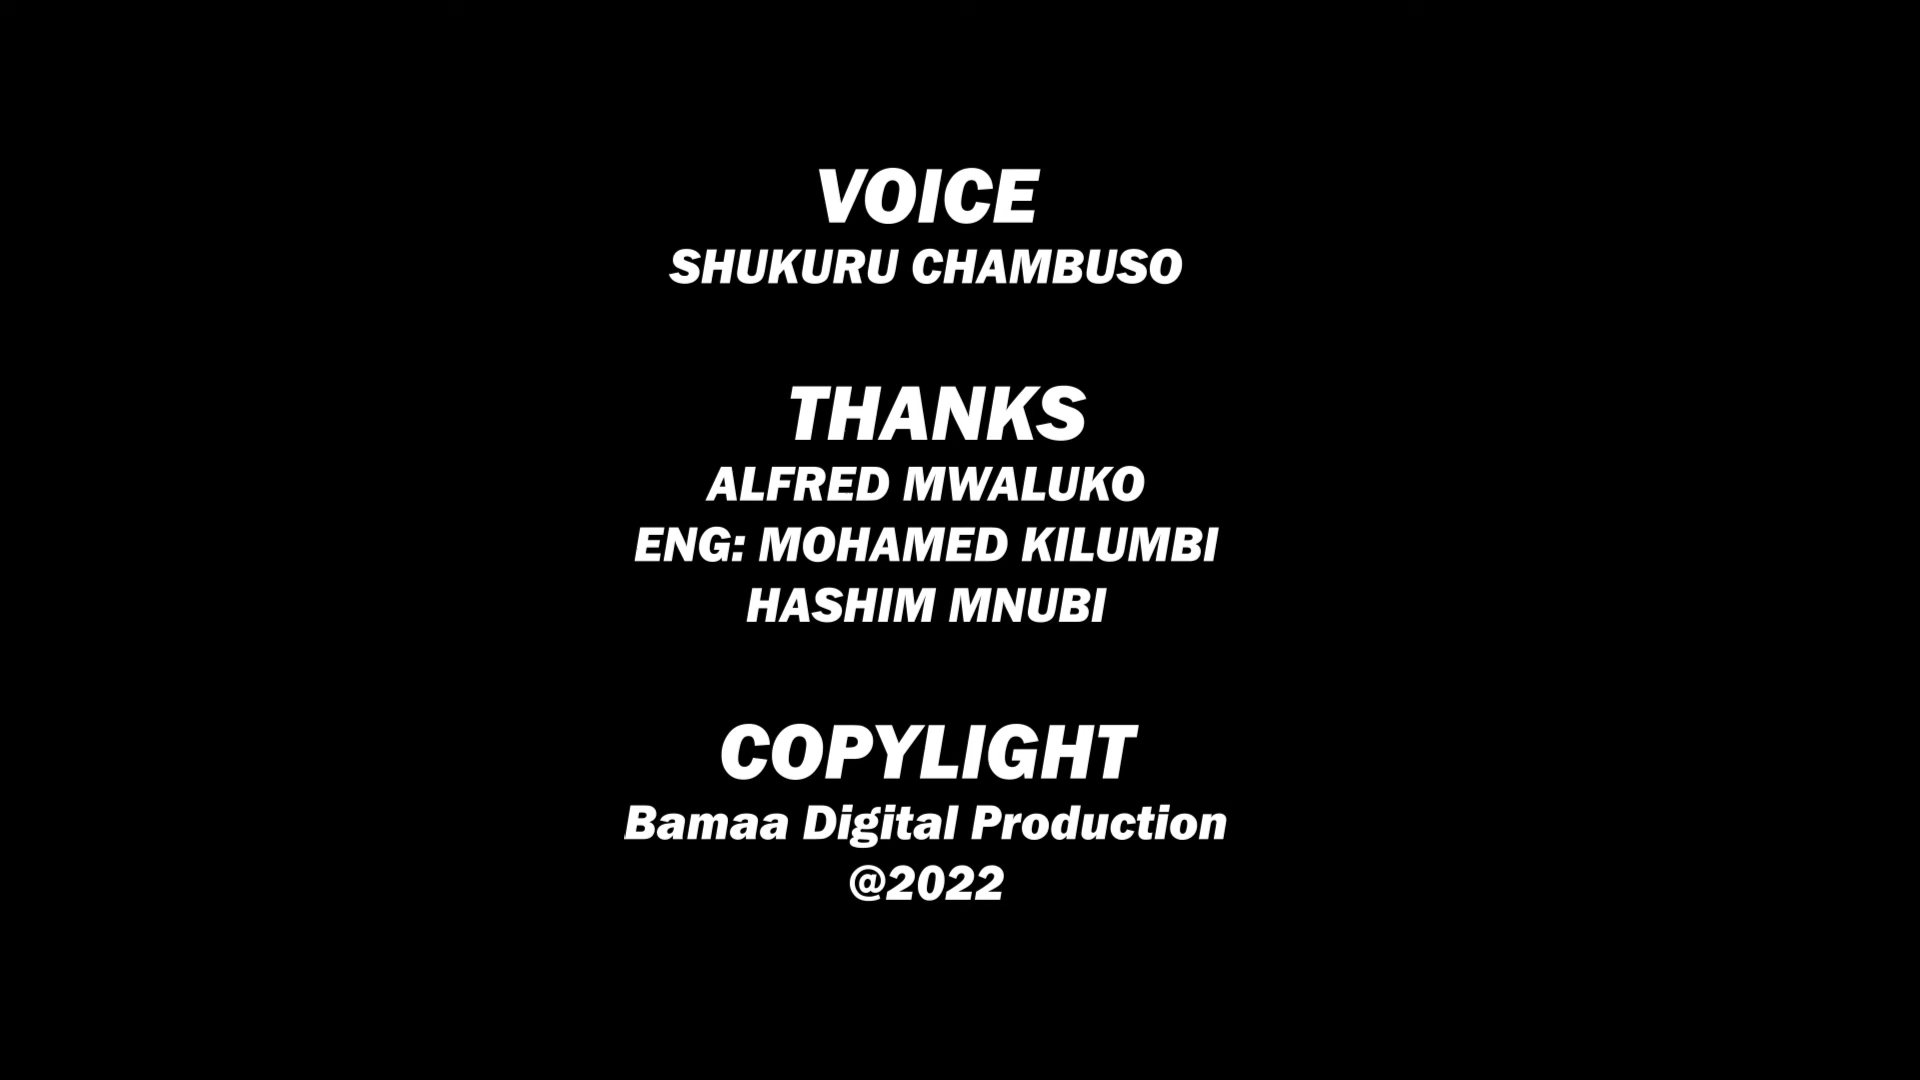 VOICE
SHUKURU CHAMBUSO
THANKS
ALFRED MWALUKO
ENG: MOHAMED KILUMBI
HASHIM MNUBI
COPYLIGHT
Bamaa Digital Production
@2022